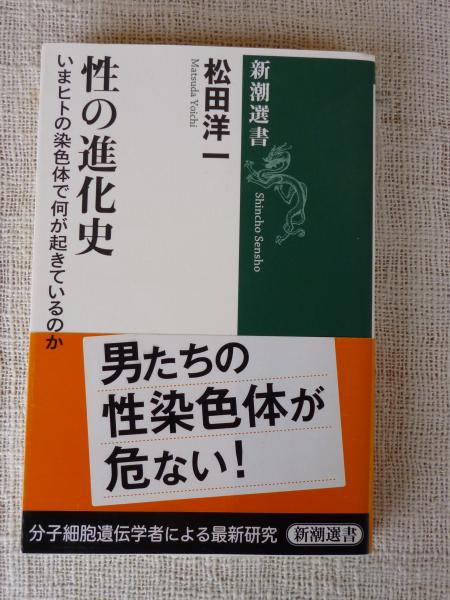 新潮選書
Shincho Sensho
松田洋一
Matsuda Yoichi
性の進化史
いまヒトの染色体で何が起きているのか
男たちの
性染色体が
危ない!
分子細胞遺伝学者による最新研究
新潮選書